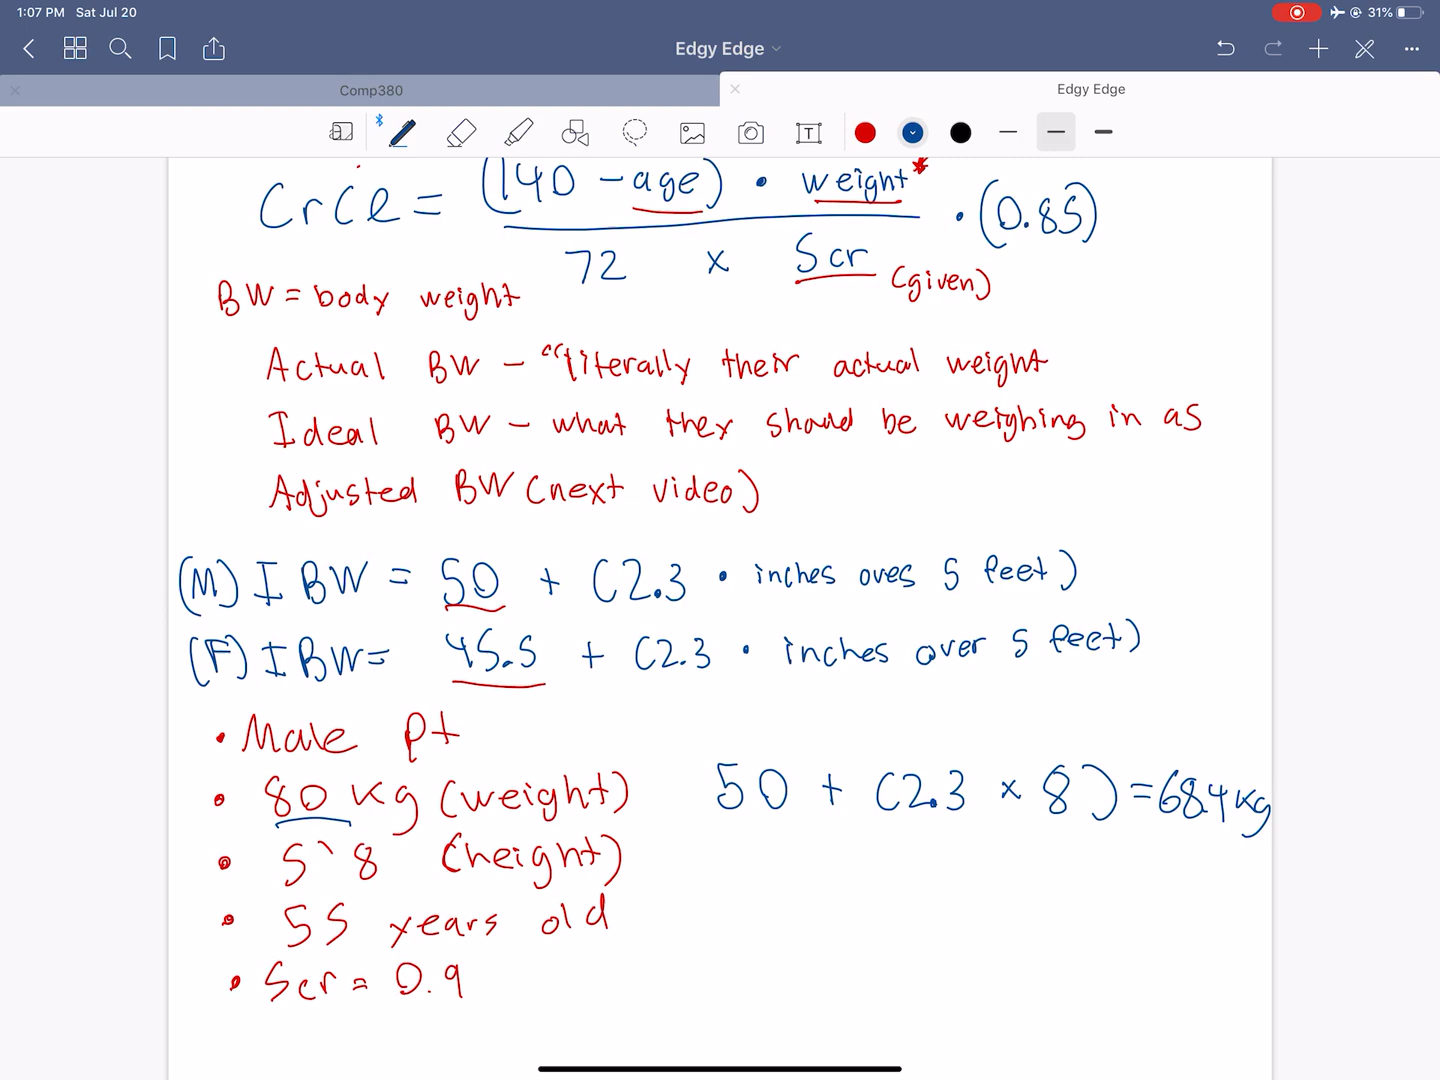 1:07 PM Sat Jul 20
31%
Edgy Edge
Comp380
Edgy Edge
T
CrCl = (140 - age) • weight* • (0.85)
72 x Scr (given)
BW = body weight
Actual BW - "literally their actual weight
Ideal BW - what they should be weighing in as
Adjusted BW (next video)
(M) IBW = 50 + (2.3 • inches over 5 feet)
(F) IBW = 45.5 + (2.3 • inches over 5 feet)
• Male pt
• 80 kg (weight)
50 + (2.3 × 8) = 68.4 kg
• 5`8 (height)
• 55 years old
• Scr = 0.9